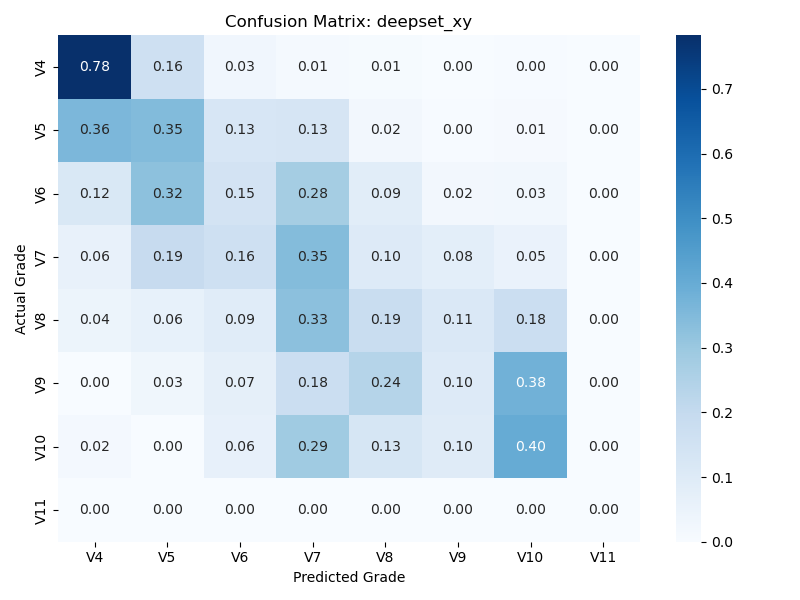 Confusion Matrix: deepset_xy
Actual Grade
V4 0.78 0.16 0.03 0.01 0.01 0.00 0.00 0.00
V5 0.36 0.35 0.13 0.13 0.02 0.00 0.01 0.00
V6 0.12 0.32 0.15 0.28 0.09 0.02 0.03 0.00
V7 0.06 0.19 0.16 0.35 0.10 0.08 0.05 0.00
V8 0.04 0.06 0.09 0.33 0.19 0.11 0.18 0.00
V9 0.00 0.03 0.07 0.18 0.24 0.10 0.38 0.00
V10 0.02 0.00 0.06 0.29 0.13 0.10 0.40 0.00
V11 0.00 0.00 0.00 0.00 0.00 0.00 0.00 0.00
V4 V5 V6 V7 V8 V9 V10 V11
Predicted Grade
0.7
0.6
0.5
0.4
0.3
0.2
0.1
0.0